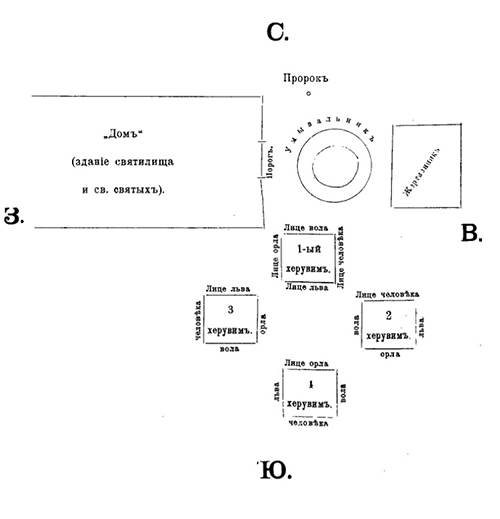 С.
Пророкъ
„Домъ“
(зданіе святилища
и св. святыхъ).
Порогъ.
Умывальникъ
Жертвенникъ
З.
В.
Лице вола
Лице орла
1-ый
херувимъ.
Лице человѣка
Лице льва
Лице льва
человѣка
3
херувимъ.
орла
вола
Лице человѣка
вола
2
херувимъ.
льва
орла
Лице орла
льва
4
херувимъ.
вола
человѣка
Ю.